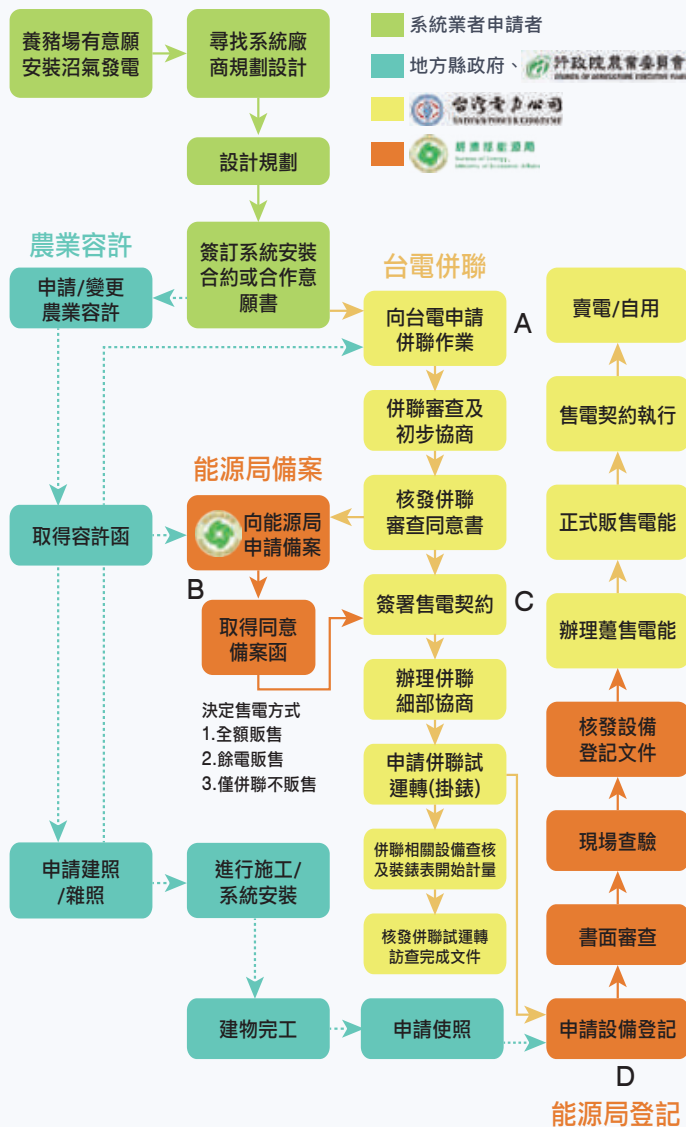 養豬場有意願
安裝沼氣發電
尋找系統廠
商規劃設計
系統業者申請者
地方縣政府、
行政院農業委員會
COUNCIL OF AGRICULTURE EXECUTIVE YUAN
台灣電力公司
經濟部能源局
Bureau of Energy,
Ministry of Economic Affairs
設計規劃
農業容許
簽訂系統安裝
合約或合作意
願書
台電併聯
申請/變更
農業容許
向台電申請
併聯作業
A
賣電/自用
併聯審查及
初步協商
售電契約執行
能源局備案
取得容許函
向能源局
申請備案
核發併聯
審查同意書
正式販售電能
B
取得同意
備案函
簽署售電契約
C
辦理躉售電能
決定售電方式
1.全額販售
2.餘電販售
3.僅併聯不販售
辦理併聯
細部協商
核發設備
登記文件
申請併聯試
運轉(掛錶)
申請建照
/雜照
進行施工/
系統安裝
併聯相關設備查核
及裝錶表開始計量
現場查驗
核發併聯試運轉
訪查完成文件
書面審查
建物完工
申請使照
申請設備登記
D
能源局登記